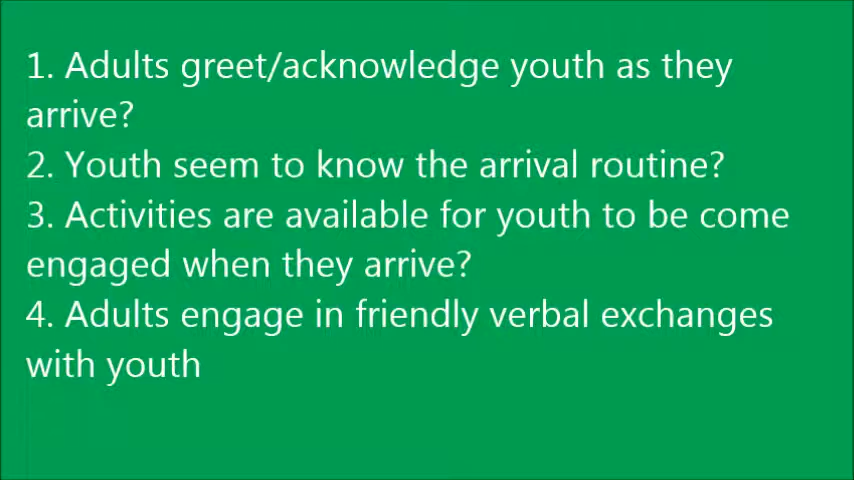 1. Adults greet/acknowledge youth as they
arrive?
2. Youth seem to know the arrival routine?
3. Activities are available for youth to be come
engaged when they arrive?
4. Adults engage in friendly verbal exchanges
with youth